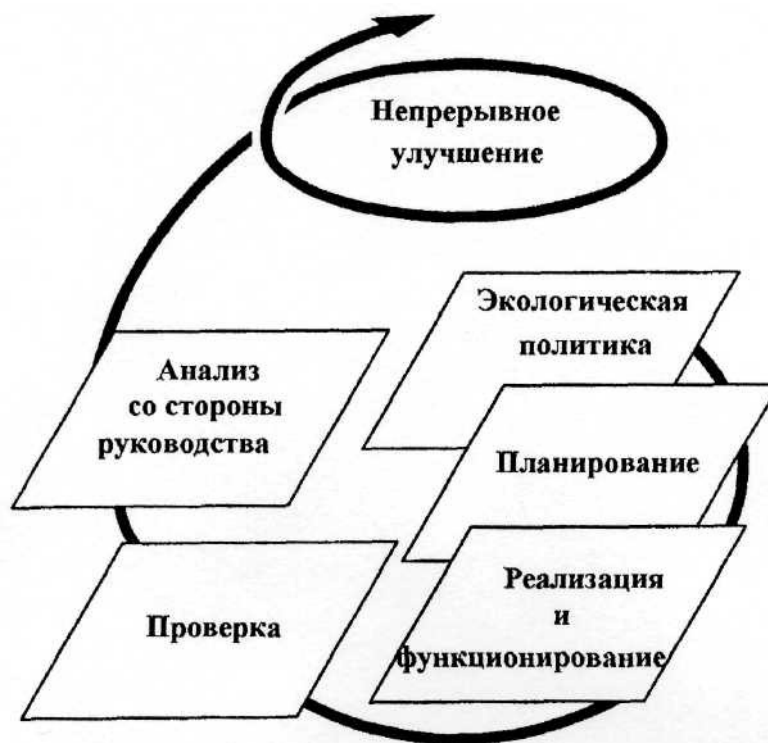 Непрерывное
улучшение
Экологическая
политика
Анализ
со стороны
руководства
Планирование
Реализация
и
функционирование
Проверка